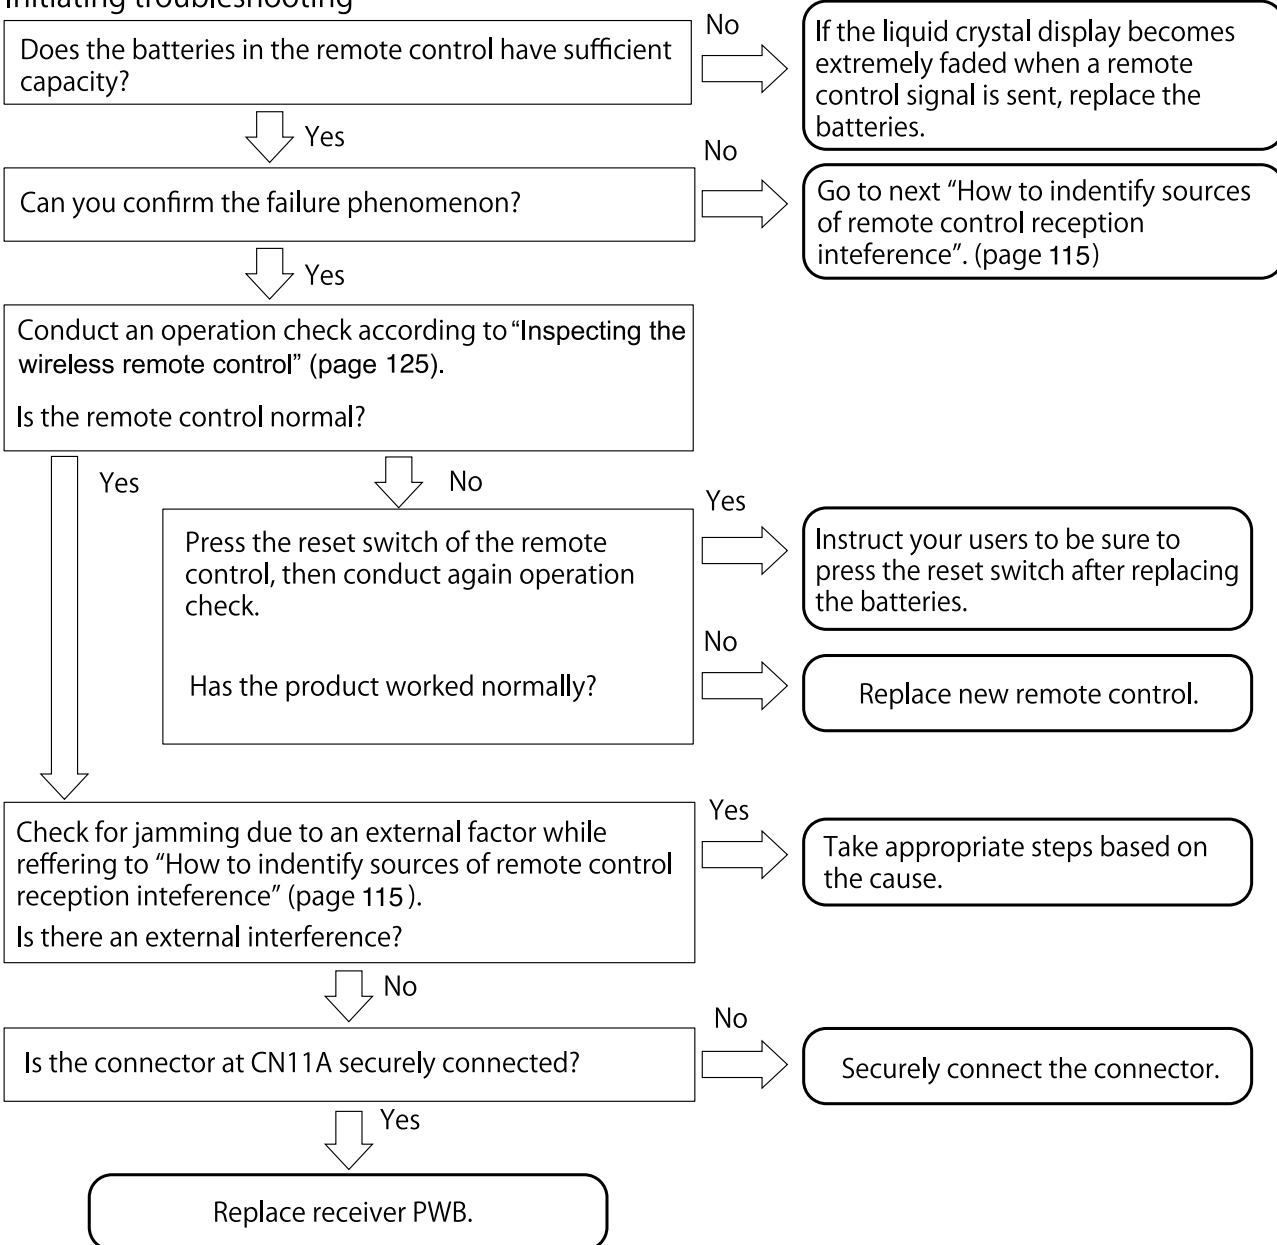 Initiating troubleshooting
Does the batteries in the remote control have sufficient
capacity?
No
If the liquid crystal display becomes
extremely faded when a remote
control signal is sent, replace the
batteries.
Yes
Can you confirm the failure phenomenon?
No
Go to next “How to indentify sources
of remote control reception
inteference”. (page 115)
Yes
Conduct an operation check according to “Inspecting the
wireless remote control” (page 125).
Is the remote control normal?
Yes
No
Press the reset switch of the remote
control, then conduct again operation
check.
Has the product worked normally?
Yes
Instruct your users to be sure to
press the reset switch after replacing
the batteries.
No
Replace new remote control.
Check for jamming due to an external factor while
reffering to “How to indentify sources of remote control
reception inteference” (page 115).
Is there an external interference?
Yes
Take appropriate steps based on
the cause.
No
Is the connector at CN11A securely connected?
No
Securely connect the connector.
Yes
Replace receiver PWB.